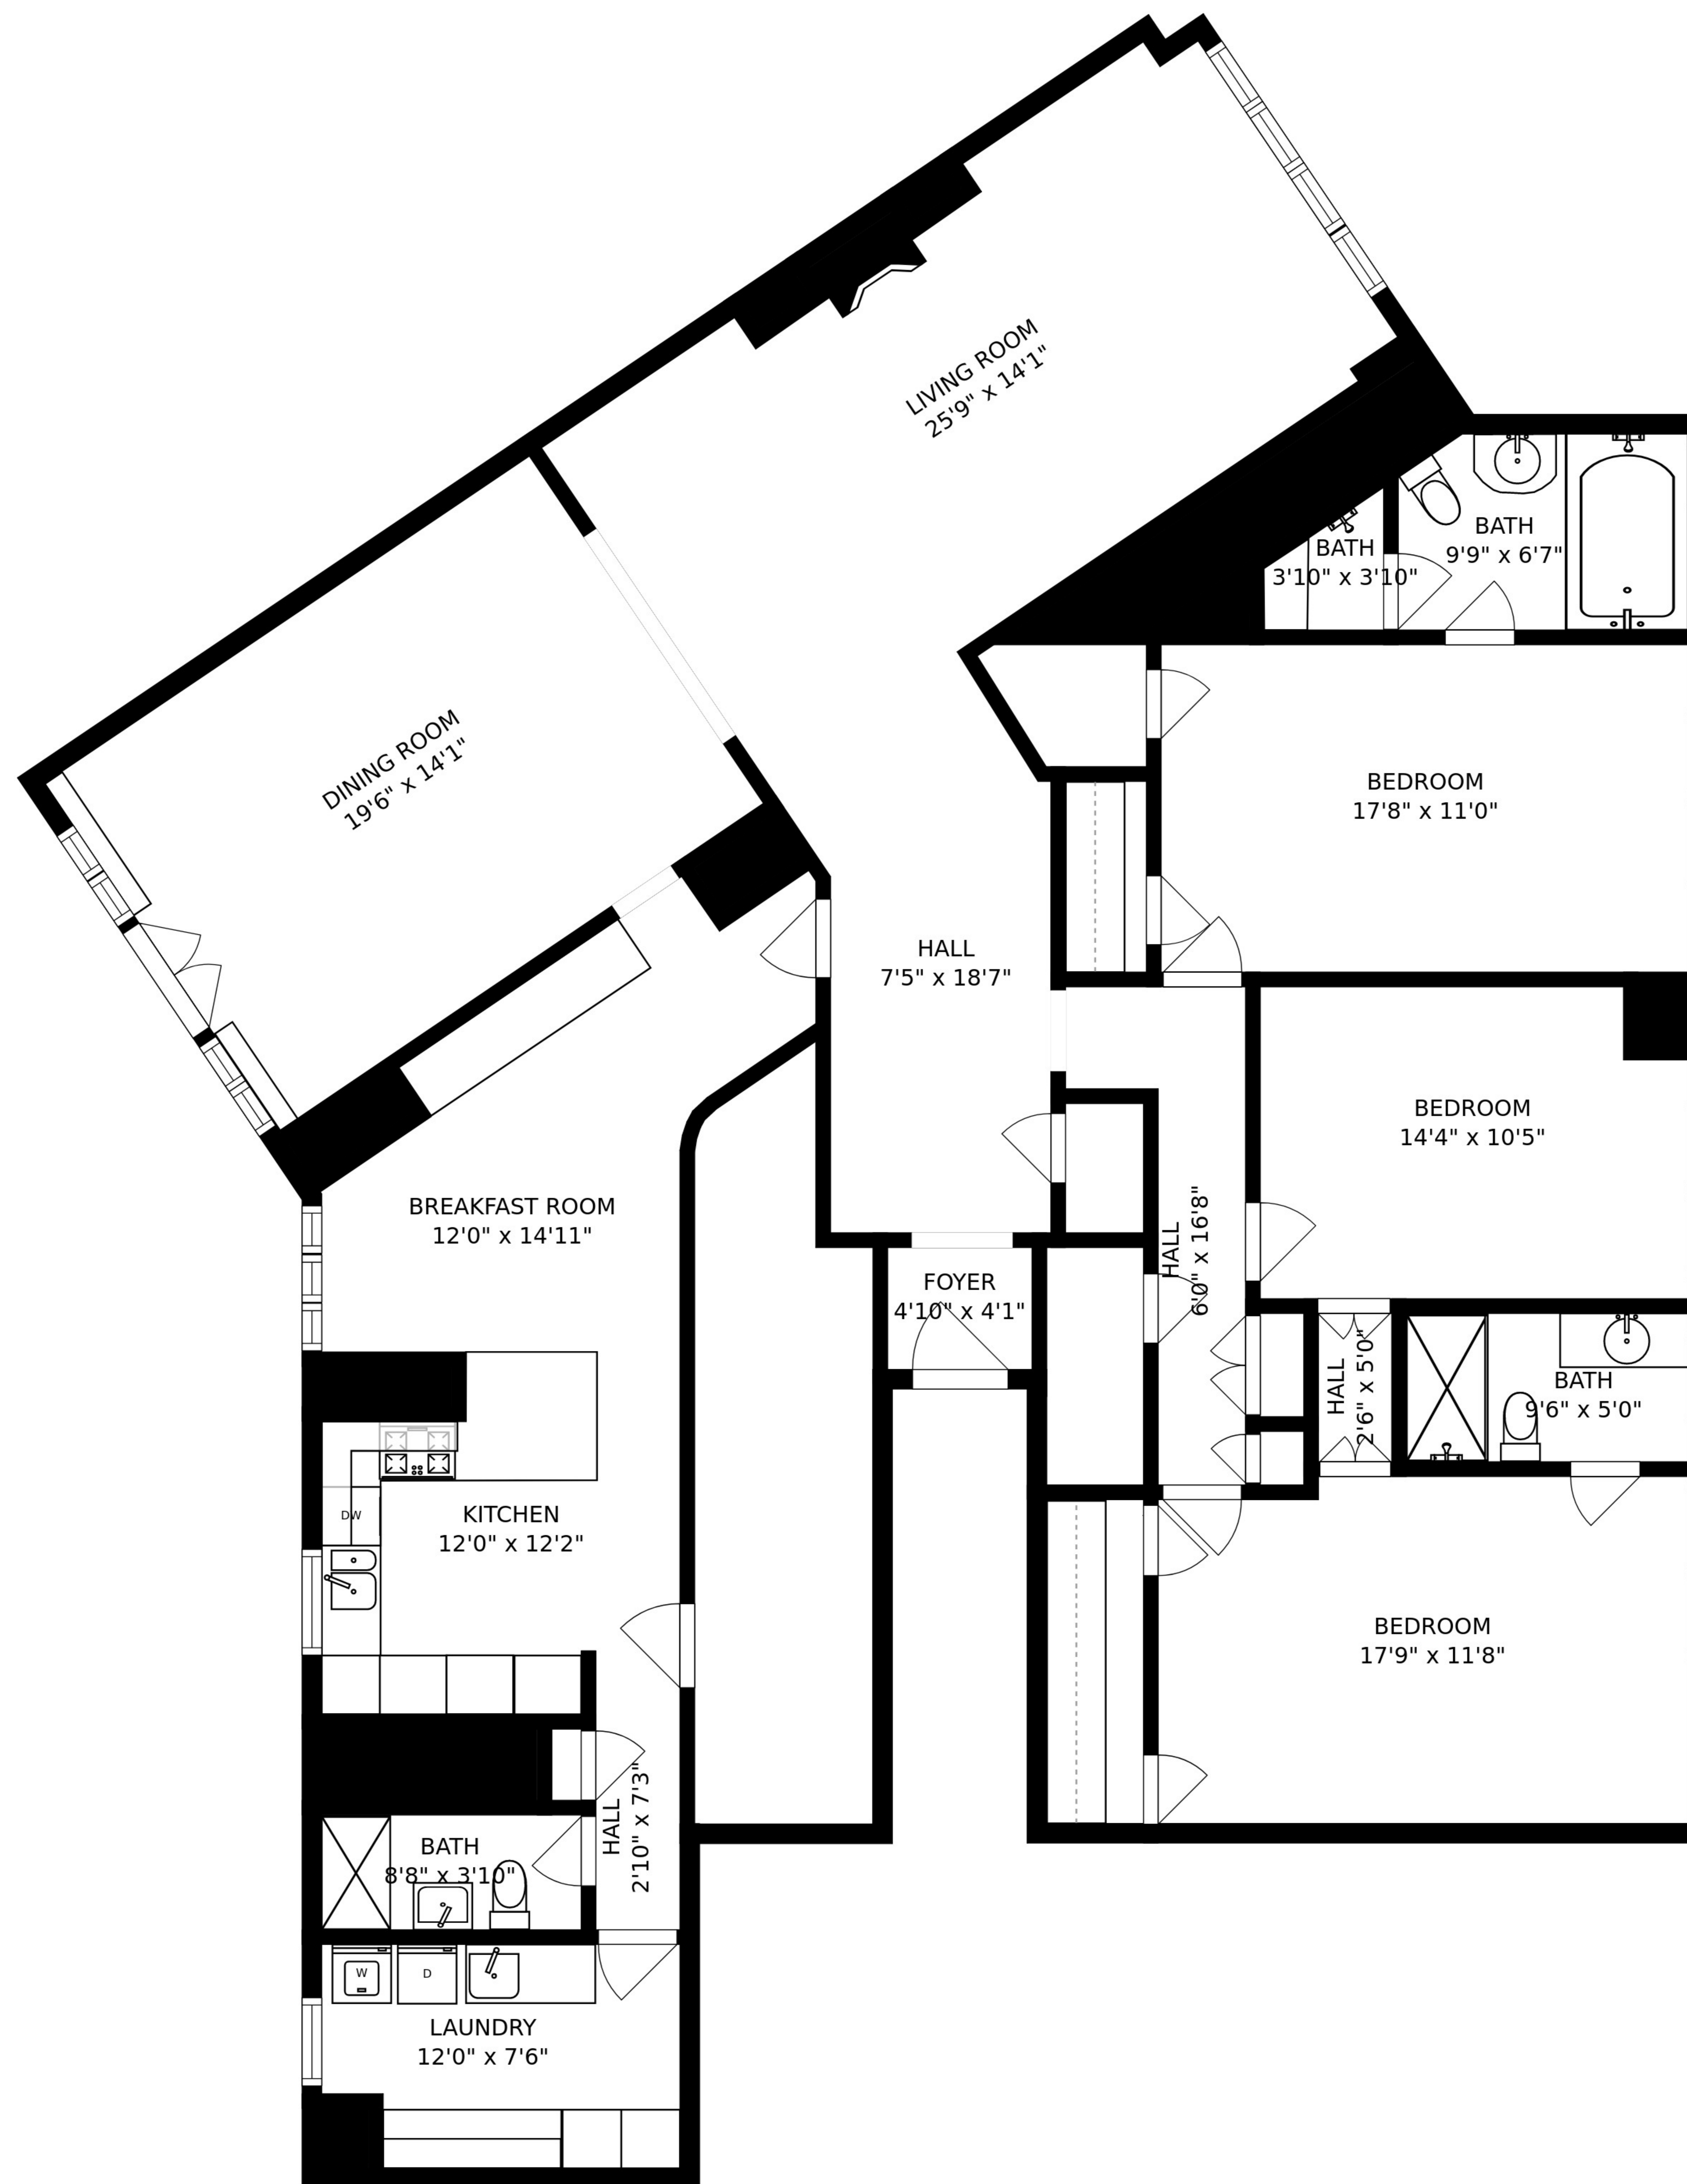 LIVING ROOM
25'9" x 14'1"
BATH
9'9" x 6'7"
BATH
3'10" x 3'10"
DINING ROOM
19'6" x 14'1"
BEDROOM
17'8" x 11'0"
HALL
7'5" x 18'7"
BEDROOM
14'4" x 10'5"
BREAKFAST ROOM
12'0" x 14'11"
HALL
6'0" x 16'8"
FOYER
4'10" x 4'1"
HALL
2'6" x 5'0"
BATH
9'6" x 5'0"
KITCHEN
12'0" x 12'2"
DW
BEDROOM
17'9" x 11'8"
HALL
2'10" x 7'3"
BATH
8'8" x 3'10"
W
D
LAUNDRY
12'0" x 7'6"